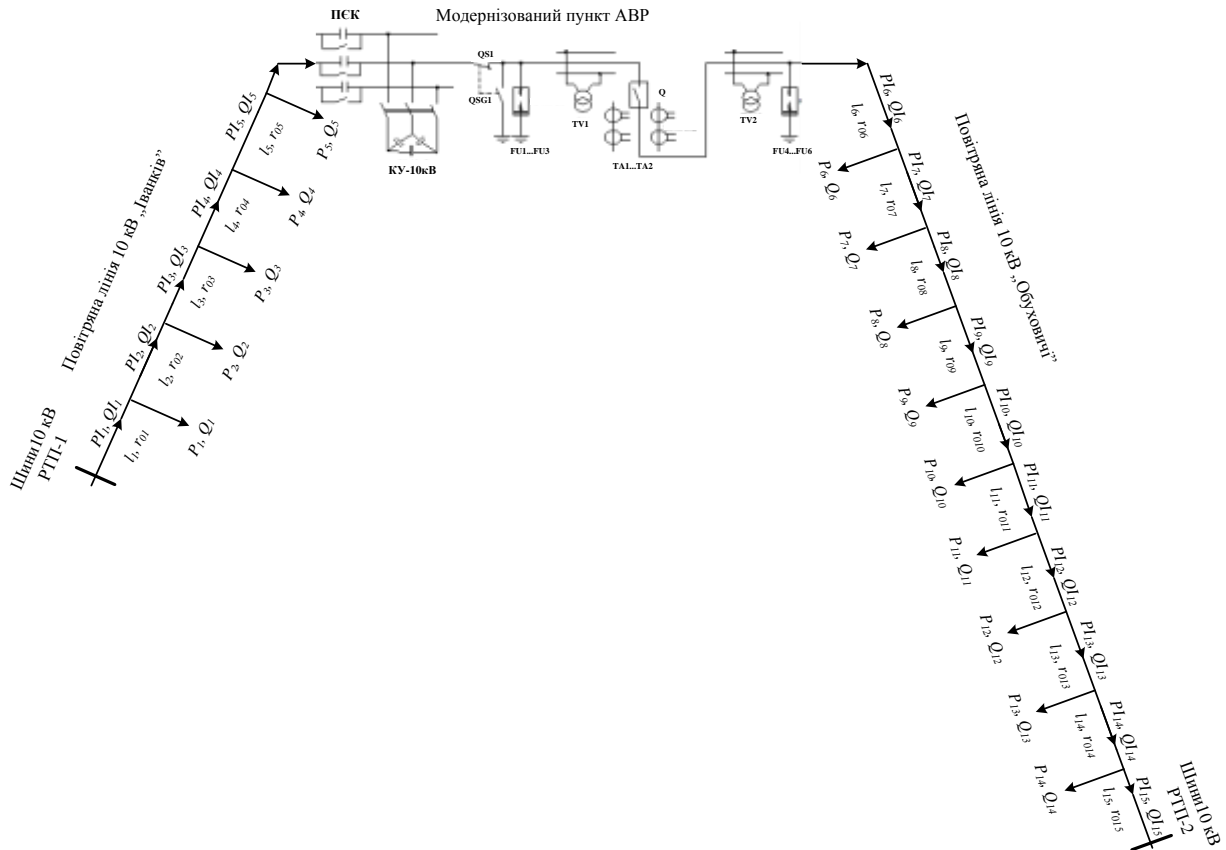 Модернізований пункт АВР
ПЄК
QS1
QSG1
FU1...FU3
КУ-10кВ
TV1
Q
TA1...TA2
TV2
FU4...FU6
Повітряна лінія 10 кВ „Іванків”
Шини10 кВ
РТП-1
PI1, QI1
l1, r01
P1, Q1
PI2, QI2
l2, r02
P2, Q2
PI3, QI3
l3, r03
P3, Q3
PI4, QI4
l4, r04
P4, Q4
PI5, QI5
l5, r05
P5, Q5
Повітряна лінія 10 кВ „Обуховичі”
PI6, QI6
l6, r06
P6, Q6
PI7, QI7
l7, r07
P7, Q7
PI8, QI8
l8, r08
P8, Q8
PI9, QI9
l9, r09
P9, Q9
PI10, QI10
l10, r010
P10, Q10
PI11, QI11
l11, r011
P11, Q11
PI12, QI12
l12, r012
P12, Q12
PI13, QI13
l13, r013
P13, Q13
PI14, QI14
l14, r014
P14, Q14
PI15, QI15
l15, r015
Шини10 кВ
РТП-2